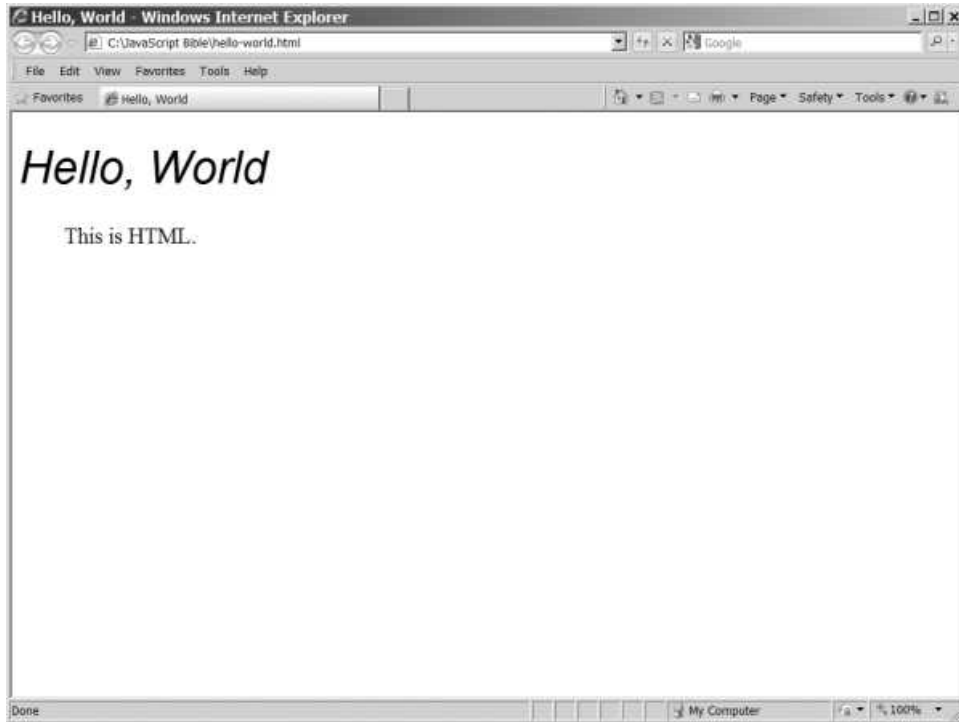 Hello, World - Windows Internet Explorer
C:\JavaScript Bible\hello-world.html
Google
File Edit View Favorites Tools Help
Favorites Hello, World Page Safety Tools
Hello, World
This is HTML.
Done My Computer 100%